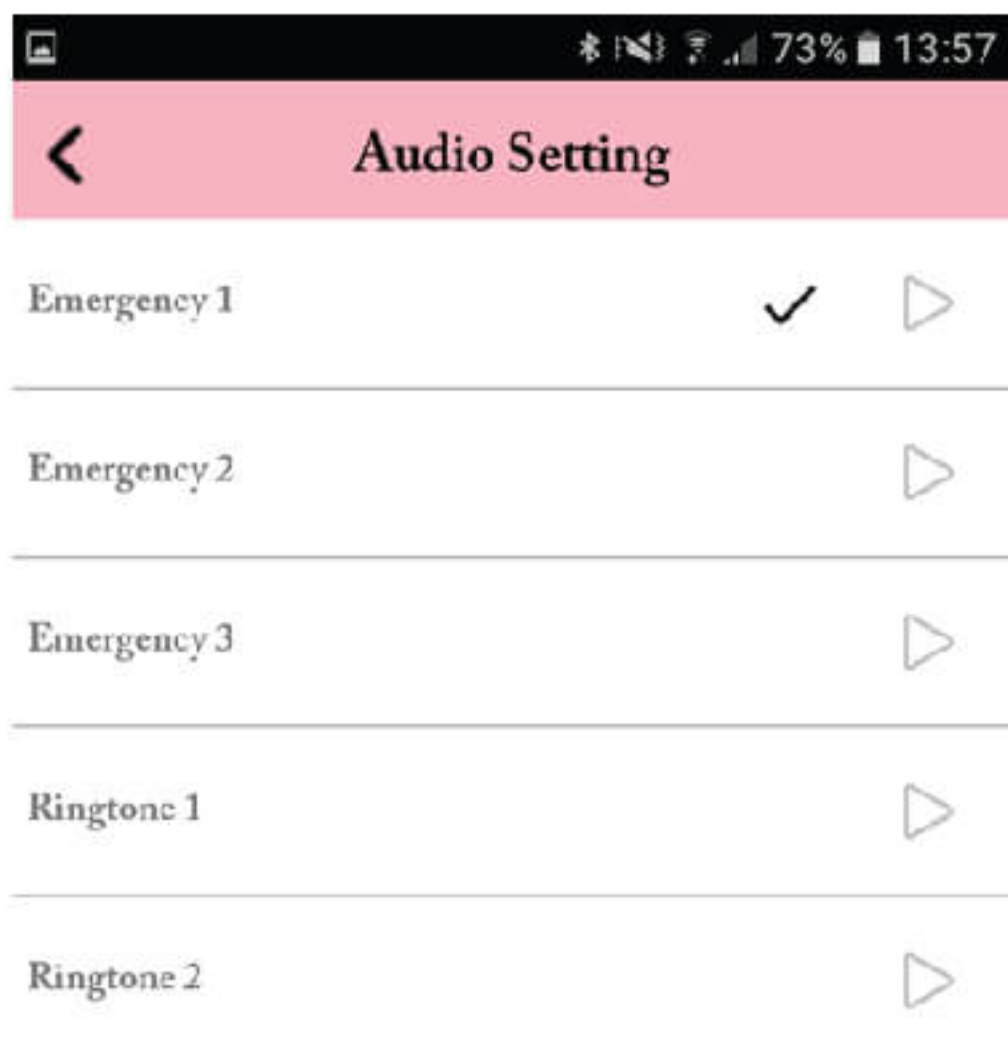 73% 13:57
Audio Setting
Emergency 1
Emergency 2
Emergency 3
Ringtone 1
Ringtone 2